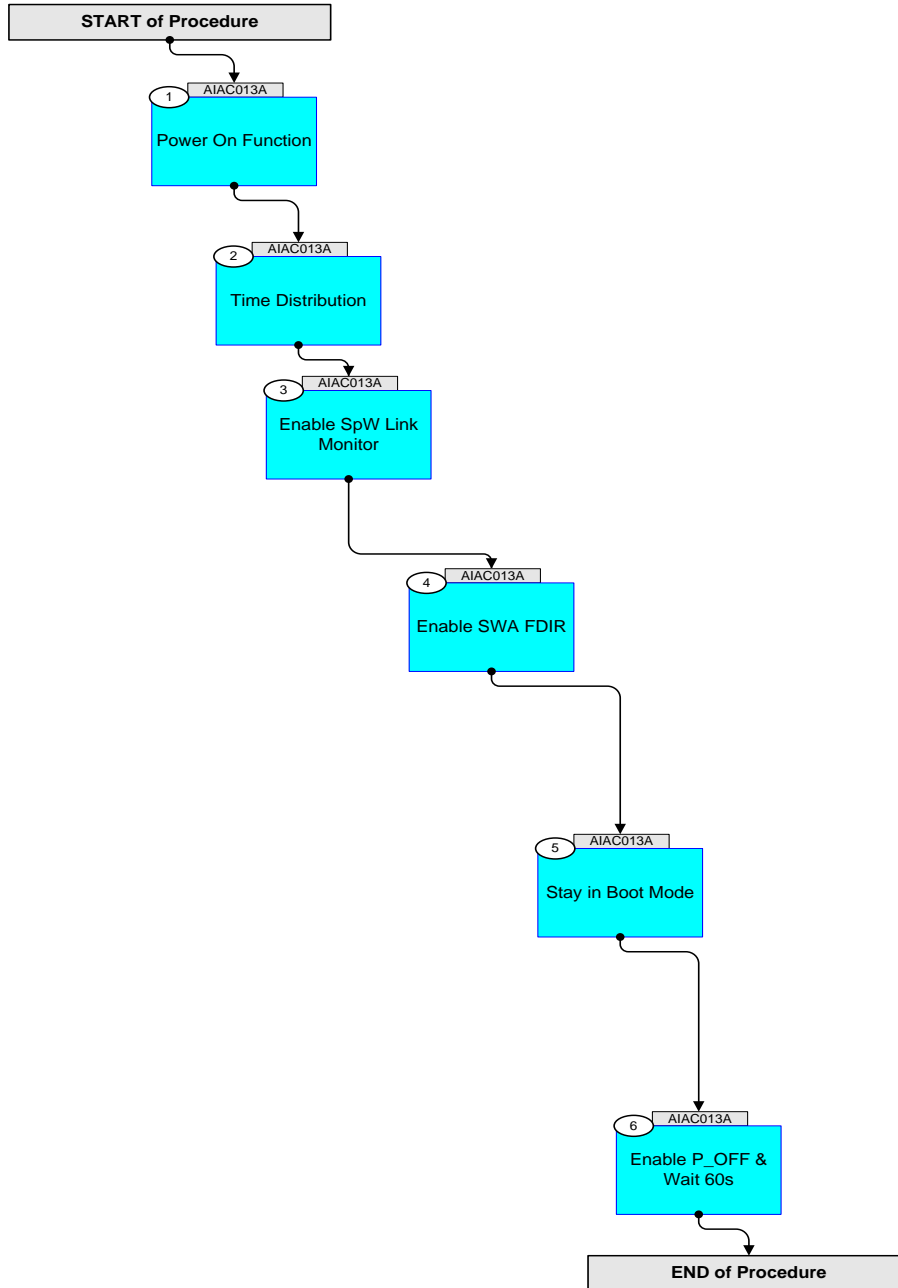 START of Procedure
AIAC013A
1
Power On Function
AIAC013A
2
Time Distribution
AIAC013A
3
Enable SpW Link
Monitor
AIAC013A
4
Enable SWA FDIR
AIAC013A
5
Stay in Boot Mode
AIAC013A
6
Enable P_OFF &
Wait 60s
END of Procedure